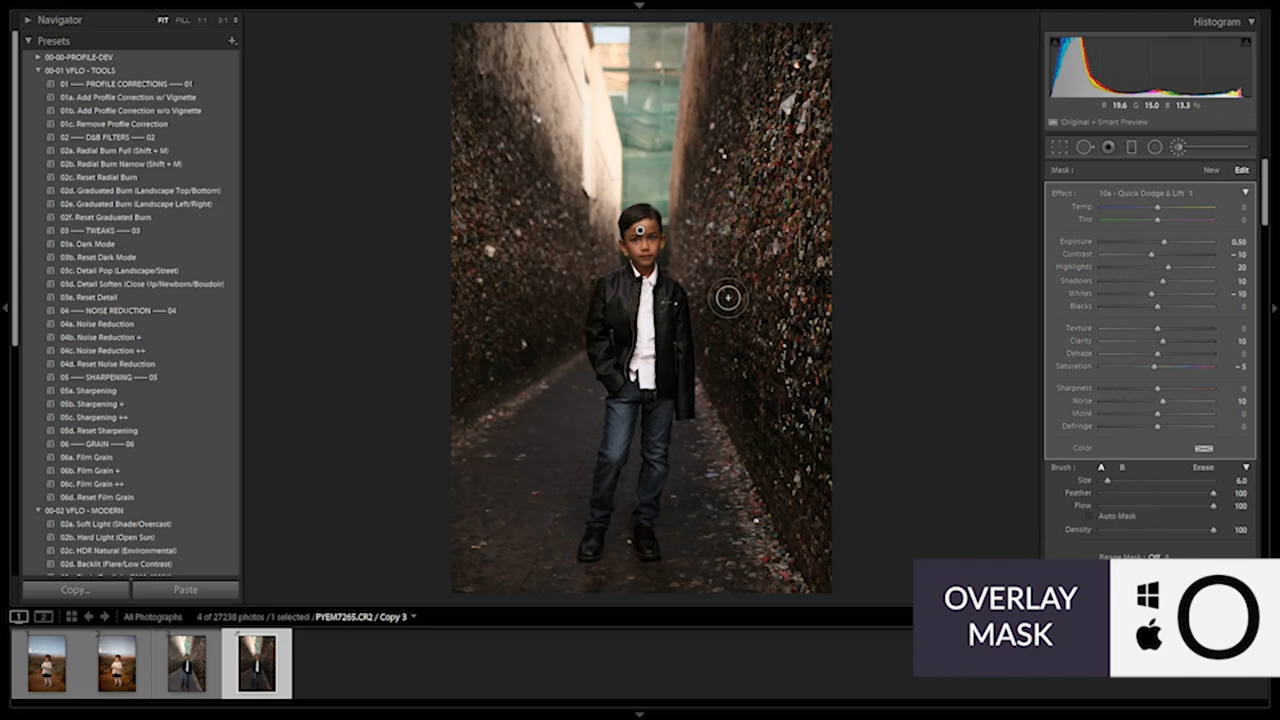 Navigator
FIT FILL 1:1 3:1
Presets
00-00-PROFILE-DEV
00-01 VFLO - TOOLS
01 —— PROFILE CORRECTIONS —— 01
01a. Add Profile Correction w/ Vignette
01b. Add Profile Correction w/o Vignette
01c. Remove Profile Correction
02 —— D&B FILTERS —— 02
02a. Radial Burn Full (Shift + M)
02b. Radial Burn Narrow (Shift + M)
02c. Reset Radial Burn
02d. Graduated Burn (Landscape Top/Bottom)
02e. Graduated Burn (Landscape Left/Right)
02f. Reset Graduated Burn
03 —— TWEAKS —— 03
03a. Dark Mode
03b. Reset Dark Mode
03c. Detail Pop (Landscape/Street)
03d. Detail Soften (Close Up/Newborn/Boudoir)
03e. Reset Detail
04 —— NOISE REDUCTION —— 04
04a. Noise Reduction
04b. Noise Reduction +
04c. Noise Reduction ++
04d. Reset Noise Reduction
05 —— SHARPENING —— 05
05a. Sharpening
05b. Sharpening +
05c. Sharpening ++
05d. Reset Sharpening
06 —— GRAIN —— 06
06a. Film Grain
06b. Film Grain +
06c. Film Grain ++
06d. Reset Film Grain
00-02 VFLO - MODERN
02a. Soft Light (Shade/Overcast)
02b. Hard Light (Open Sun)
02c. HDR Natural (Environmental)
02d. Backlit (Flare/Low Contrast)
Copy... Paste
Histogram
R 19.6 G 15.0 B 13.3 %
Original + Smart Preview
Mask : New Edit
Effect : 10a - Quick Dodge & Lift
Temp 0
Tint 0
Exposure 0.50
Contrast – 10
Highlights 20
Shadows 10
Whites – 10
Blacks 0
Texture 0
Clarity 10
Dehaze 0
Saturation – 5
Sharpness 0
Noise 10
Moiré 0
Defringe 0
Color
Brush : A B Erase
Size 6.0
Feather 100
Flow 100
Auto Mask
Density 100
Range Mask : Off
1 2 All Photographs 4 of 27238 photos / 1 selected / PYEM7265.CR2 / Copy 3
OVERLAY
MASK
O